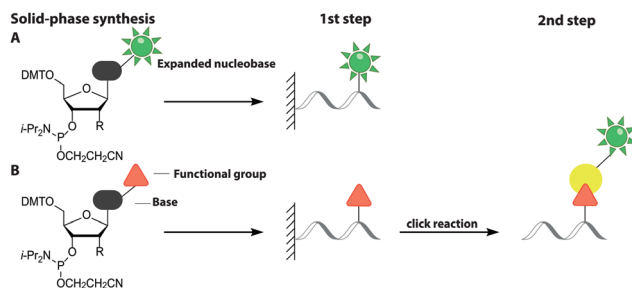 Solid-phase synthesis 1st step 2nd step
A
Expanded nucleobase
DMTO
O
O R
i-Pr₂N P
OCH₂CH₂CN
B
Functional group
Base
DMTO
O
O R
click reaction
i-Pr₂N P
OCH₂CH₂CN